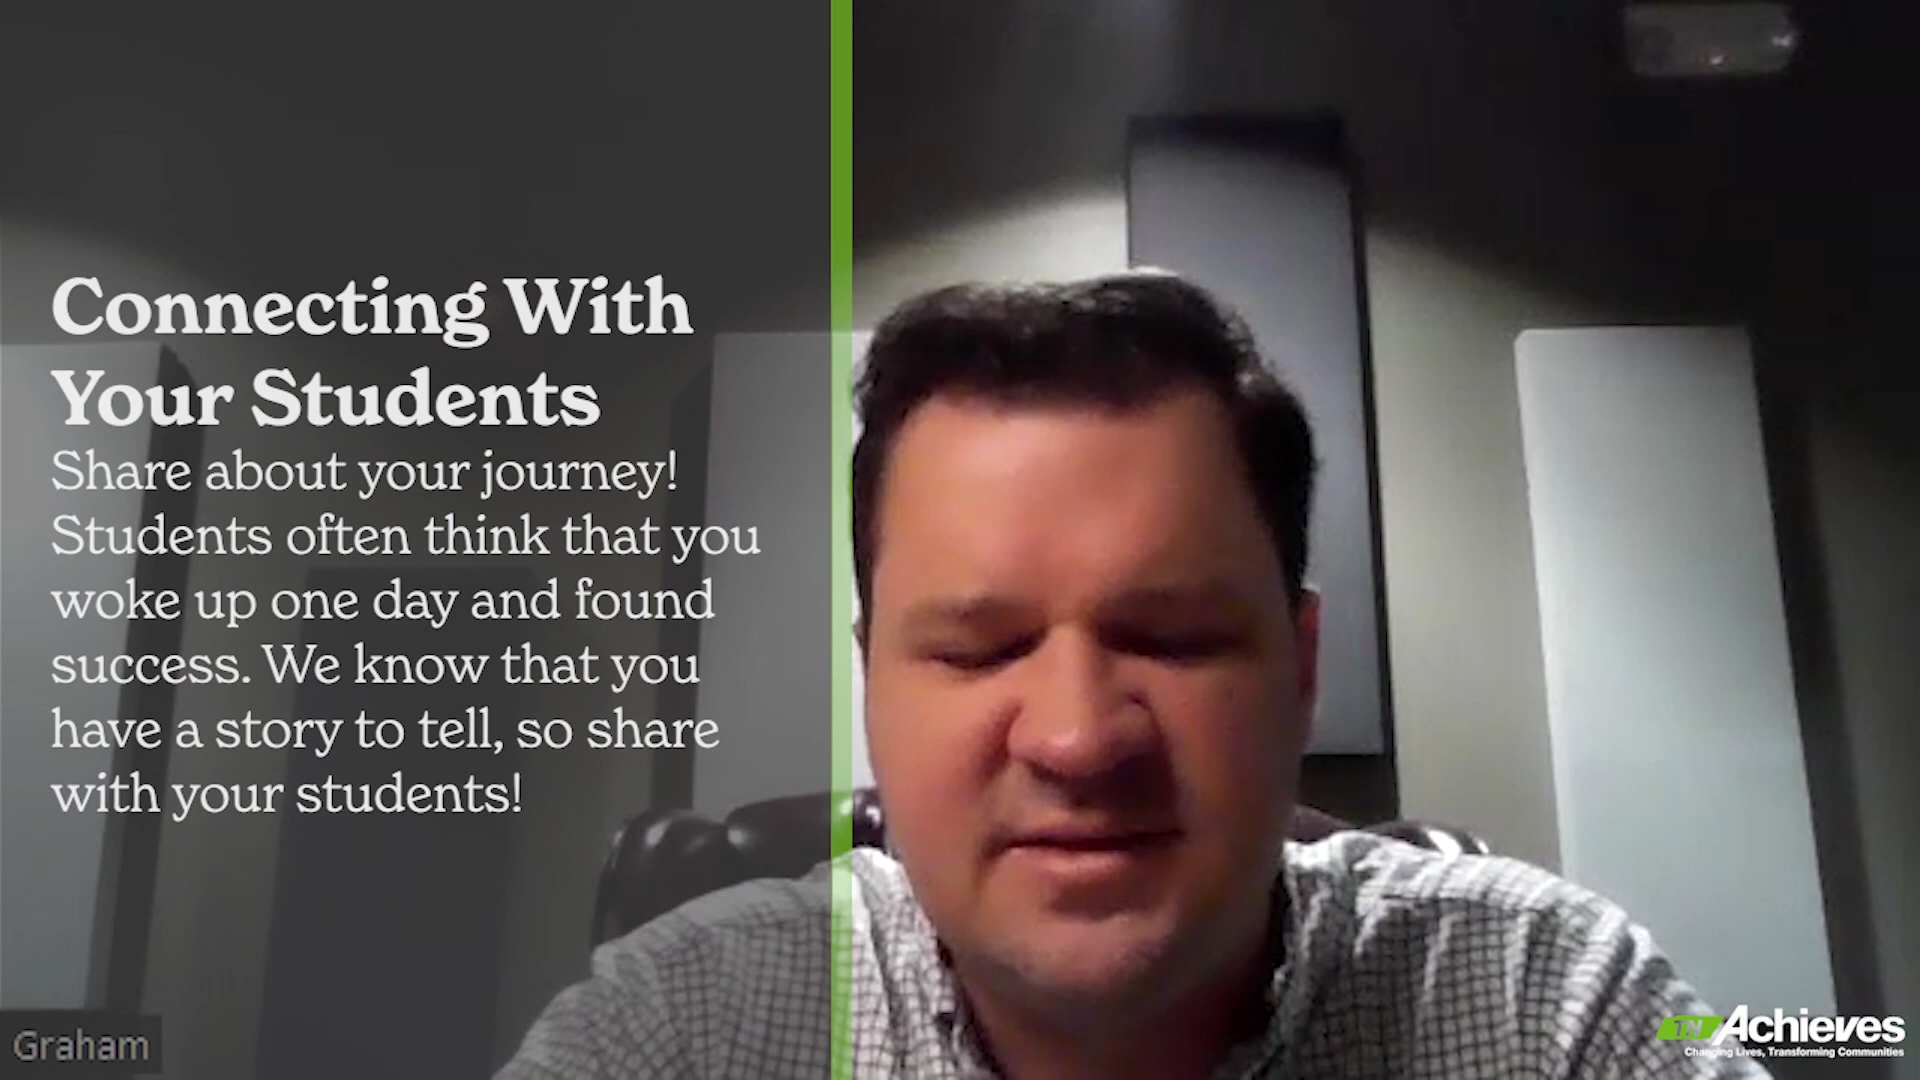 Connecting With
Your Students
Share about your journey!
Students often think that you
woke up one day and found
success. We know that you
have a story to tell, so share
with your students!
Graham
TN Achieves
Changing Lives, Transforming Communities